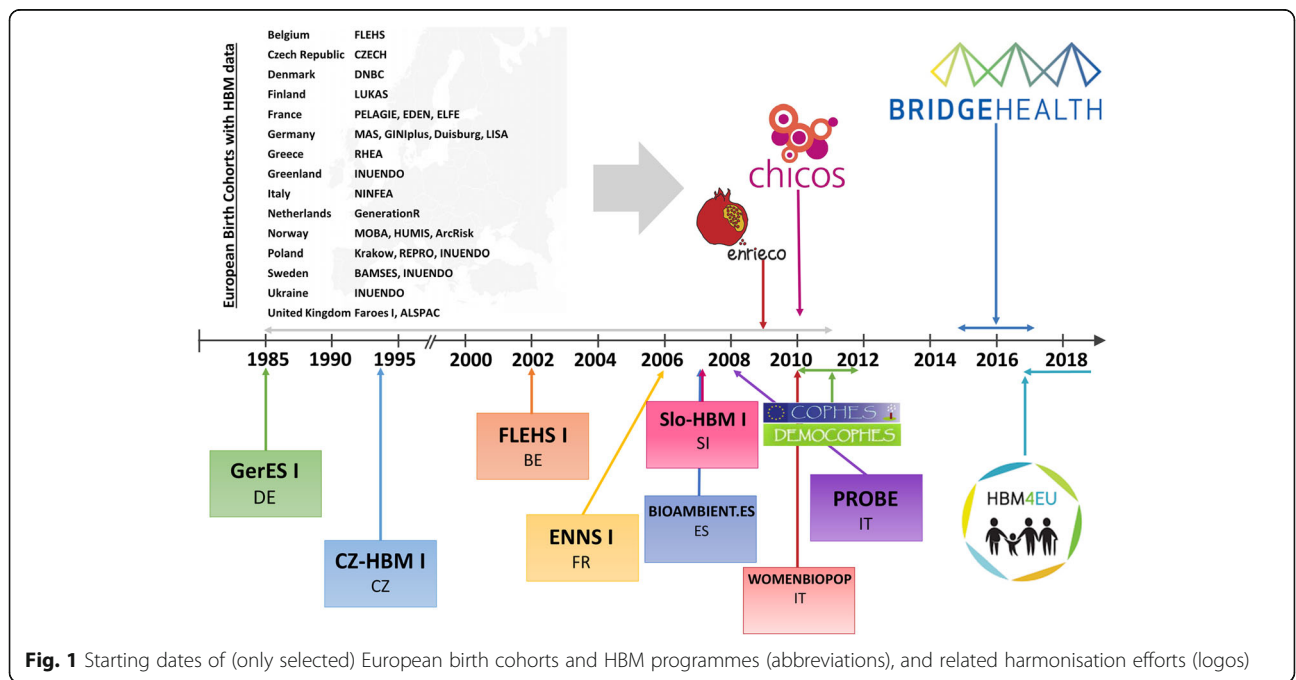 European Birth Cohorts with HBM data
Belgium FLEHS
Czech Republic CZECH
Denmark DNBC
Finland LUKAS
France PELAGIE, EDEN, ELFE
Germany MAS, GINIplus, Duisburg, LISA
Greece RHEA
Greenland INUENDO
Italy NINFEA
Netherlands GenerationR
Norway MOBA, HUMIS, ArcRisk
Poland Krakow, REPRO, INUENDO
Sweden BAMSES, INUENDO
Ukraine INUENDO
United Kingdom Faroes I, ALSPAC
enrieco
chicos
BRIDGEHEALTH
1985 1990 1995 2000 2002 2004 2006 2008 2010 2012 2014 2016 2018
GerES I
DE
CZ-HBM I
CZ
FLEHS I
BE
ENNS I
FR
Slo-HBM I
SI
BIOAMBIENT.ES
ES
COPHES
DEMOCOPHES
WOMENBIOPOP
IT
PROBE
IT
HBM4EU
Fig. 1 Starting dates of (only selected) European birth cohorts and HBM programmes (abbreviations), and related harmonisation efforts (logos)